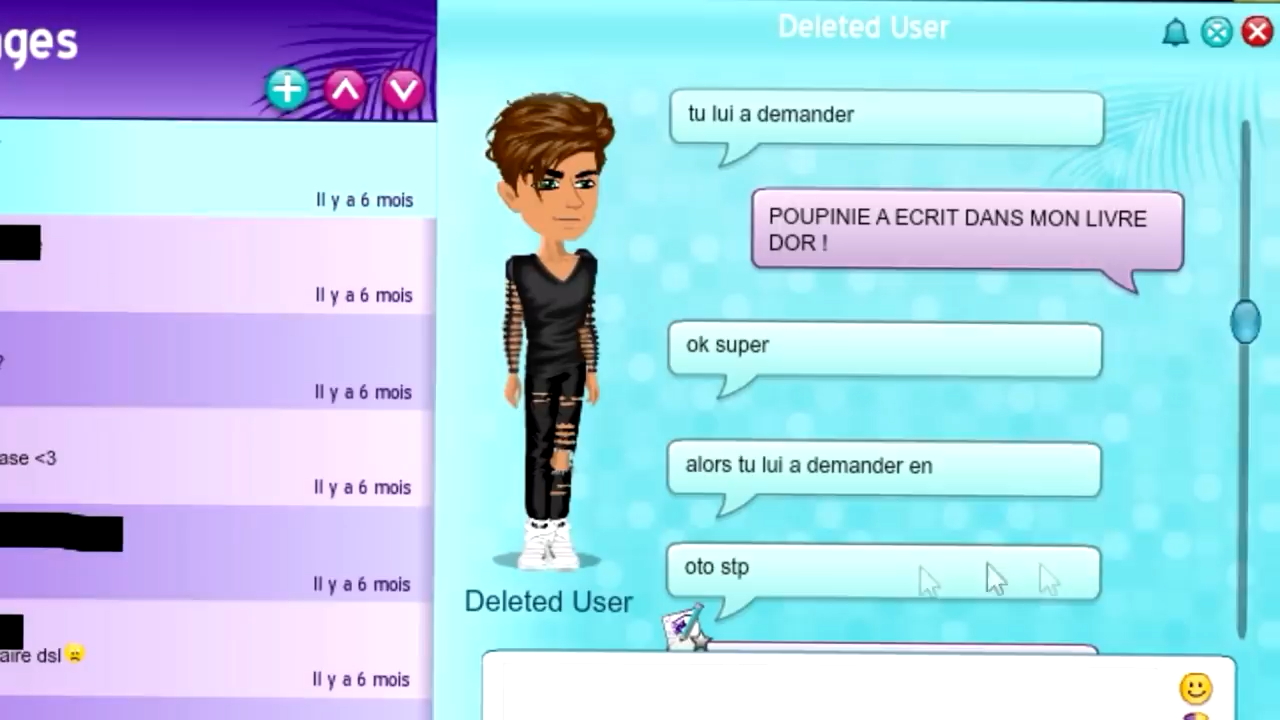 ages
Deleted User
Il y a 6 mois
Il y a 6 mois
?
Il y a 6 mois
ase <3
Il y a 6 mois
Il y a 6 mois
aire dsl
Il y a 6 mois
tu lui a demander
POUPINIE A ECRIT DANS MON LIVRE
DOR !
ok super
alors tu lui a demander en
oto stp
Deleted User